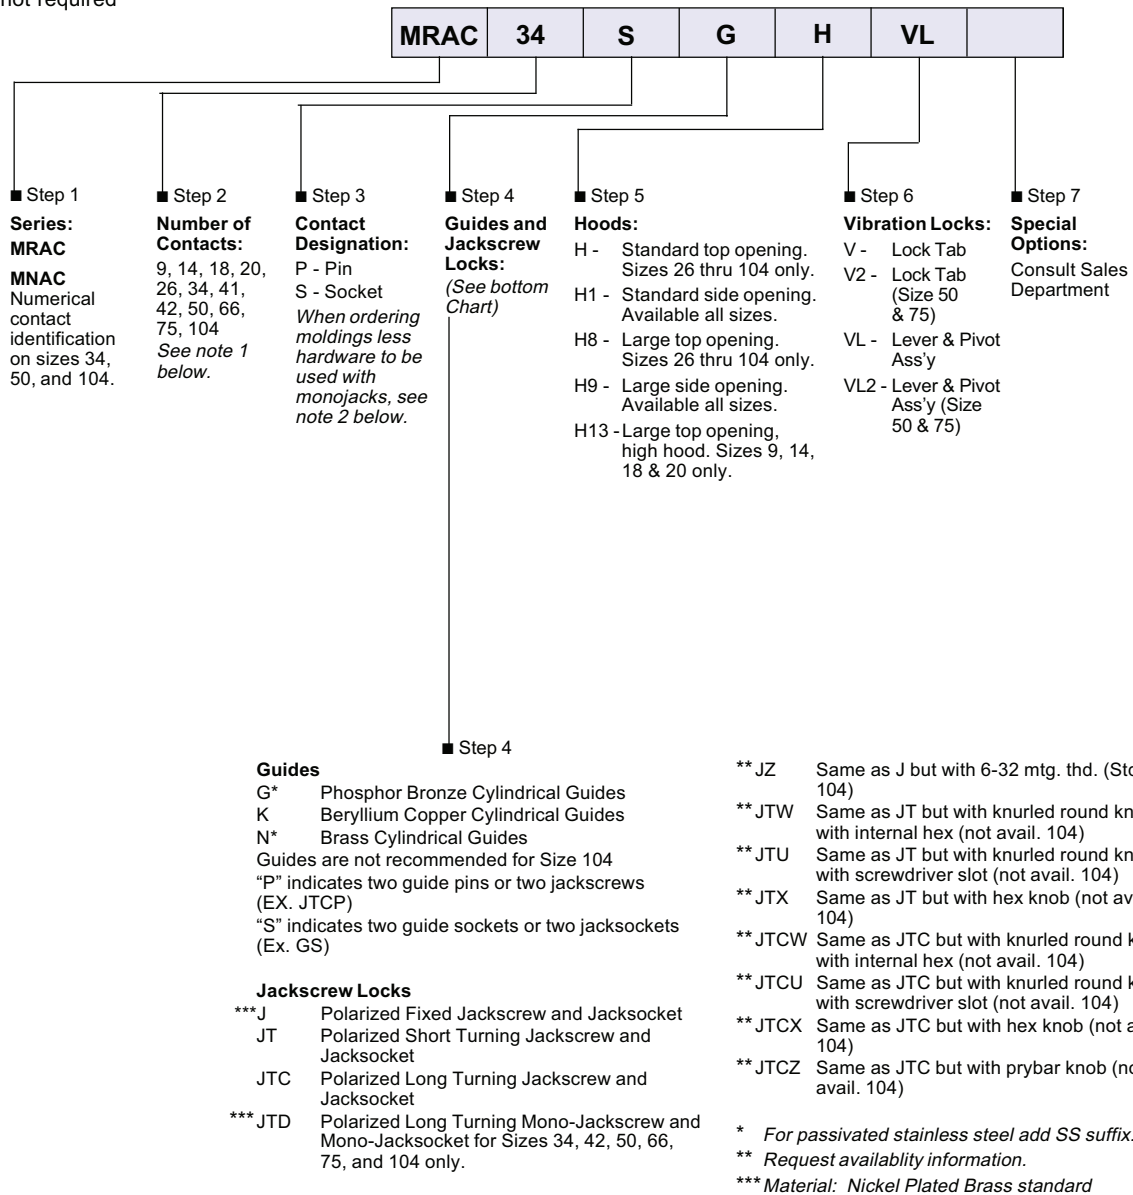 not required
MRAC 34 S G H VL
■ Step 1
Series:
MRAC
MNAC
Numerical
contact
identification
on sizes 34,
50, and 104.
■ Step 2
Number of
Contacts:
9, 14, 18, 20,
26, 34, 41,
42, 50, 66,
75, 104
See note 1
below.
■ Step 3
Contact
Designation:
P - Pin
S - Socket
When ordering
moldings less
hardware to be
used with
monojacks, see
note 2 below.
■ Step 4
Guides and
Jackscrew
Locks:
(See bottom
Chart)
■ Step 5
Hoods:
H - Standard top opening.
Sizes 26 thru 104 only.
H1 - Standard side opening.
Available all sizes.
H8 - Large top opening.
Sizes 26 thru 104 only.
H9 - Large side opening.
Available all sizes.
H13 - Large top opening,
high hood. Sizes 9, 14,
18 & 20 only.
■ Step 6
Vibration Locks:
V - Lock Tab
V2 - Lock Tab
(Size 50
& 75)
VL - Lever & Pivot
Ass'y
VL2 - Lever & Pivot
Ass'y (Size
50 & 75)
■ Step 7
Special
Options:
Consult Sales
Department
■ Step 4
Guides
G* Phosphor Bronze Cylindrical Guides
K Beryllium Copper Cylindrical Guides
N* Brass Cylindrical Guides
Guides are not recommended for Size 104
“P” indicates two guide pins or two jackscrews
(EX. JTCP)
“S” indicates two guide sockets or two jacksockets
(Ex. GS)
Jackscrew Locks
***J Polarized Fixed Jackscrew and Jacksocket
JT Polarized Short Turning Jackscrew and
Jacksocket
JTC Polarized Long Turning Jackscrew and
Jacksocket
***JTD Polarized Long Turning Mono-Jackscrew and
Mono-Jacksocket for Sizes 34, 42, 50, 66,
75, and 104 only.
**JZ Same as J but with 6-32 mtg. thd.
104)
**JTW Same as JT but with knurled round
with internal hex (not avail. 104)
**JTU Same as JT but with knurled round
with screwdriver slot (not avail. 104)
**JTX Same as JT but with hex knob (not
104)
**JTCW Same as JTC but with knurled round
with internal hex (not avail. 104)
**JTCU Same as JTC but with knurled round
with screwdriver slot (not avail. 104)
**JTCX Same as JTC but with hex knob (not
104)
**JTCZ Same as JTC but with prybar knob
avail. 104)
* For passivated stainless steel add SS suffix.
** Request availablity information.
*** Material: Nickel Plated Brass standard